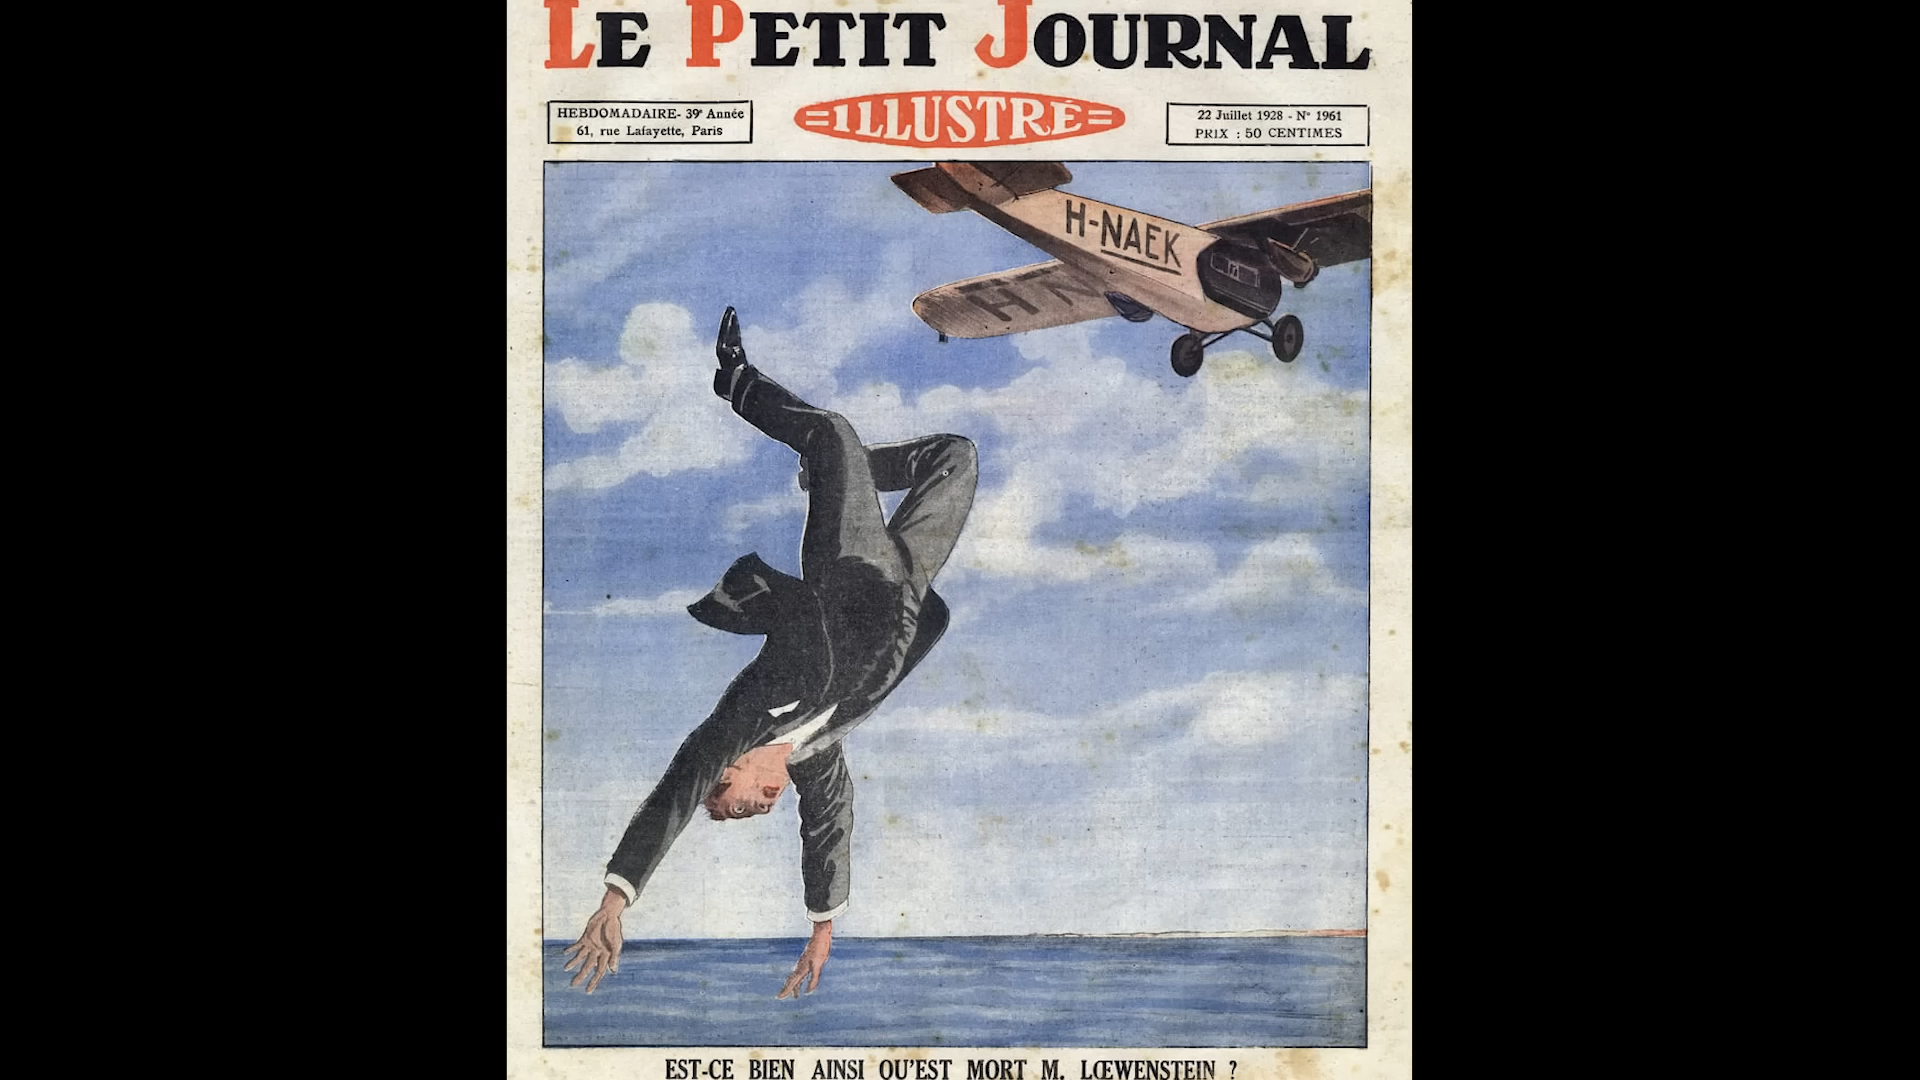 LE PETIT JOURNAL
ILLUSTRÉ
HEBDOMADAIRE- 39e Année
61, rue Lafayette, Paris
22 Juillet 1928 - No 1961
PRIX : 50 CENTIMES
H-NAEK
H N
EST-CE BIEN AINSI QU'EST MORT M. LŒWENSTEIN ?